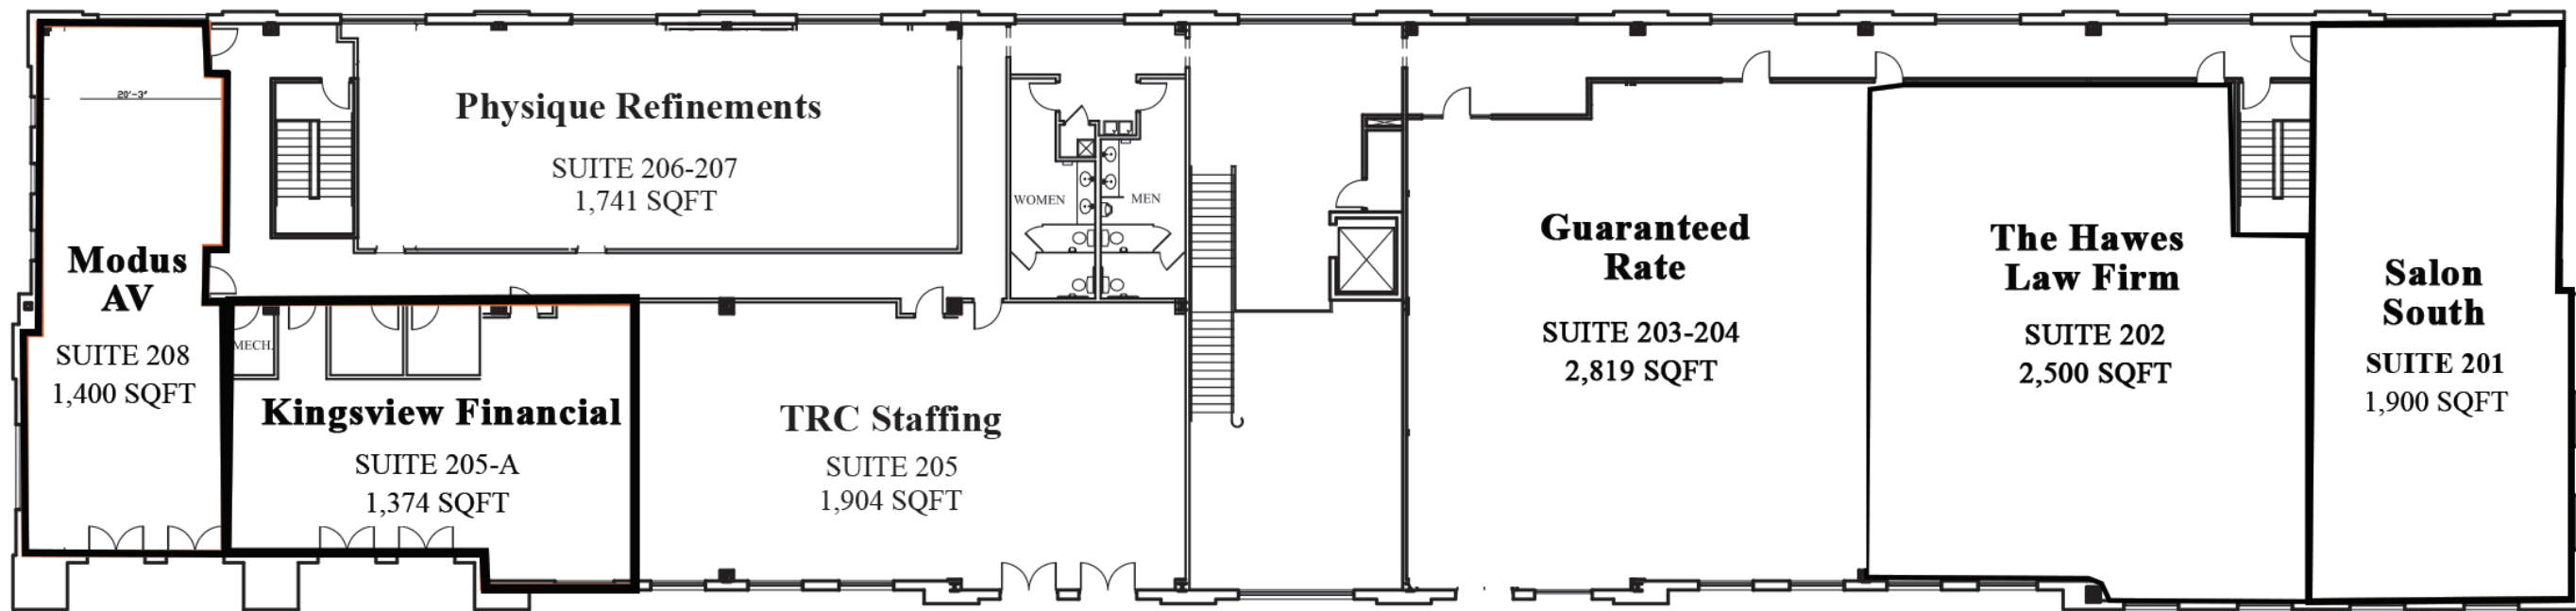 20'-3"
Modus
AV
SUITE 208
1,400 SQFT
Physique Refinements
SUITE 206-207
1,741 SQFT
WOMEN
MEN
MECH.
Kingsview Financial
SUITE 205-A
1,374 SQFT
TRC Staffing
SUITE 205
1,904 SQFT
Guaranteed
Rate
SUITE 203-204
2,819 SQFT
The Hawes
Law Firm
SUITE 202
2,500 SQFT
Salon
South
SUITE 201
1,900 SQFT